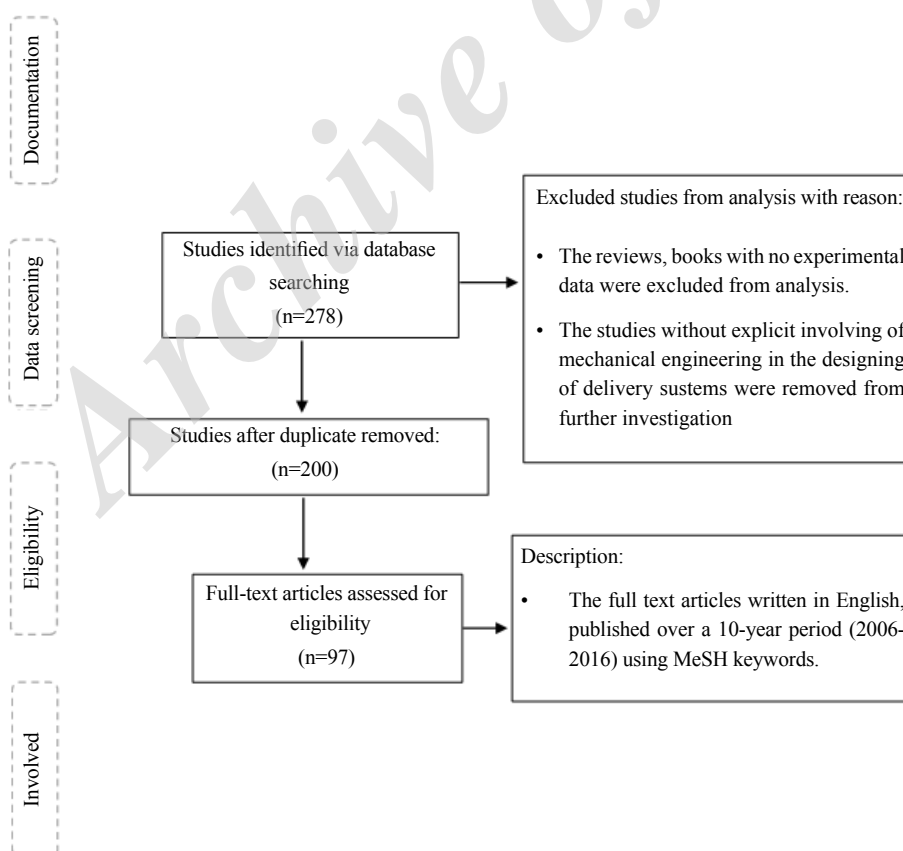 Documentation
Data screening
Eligibility
Involved
Archive of
Studies identified via database
searching
(n=278)
Studies after duplicate removed:
(n=200)
Full-text articles assessed for
eligibility
(n=97)
Excluded studies from analysis with reason:
• The reviews, books with no experimental
data were excluded from analysis.
• The studies without explicit involving of
mechanical engineering in the designing
of delivery sustems were removed from
further investigation
Description:
• The full text articles written in English,
published over a 10-year period (2006-
2016) using MeSH keywords.